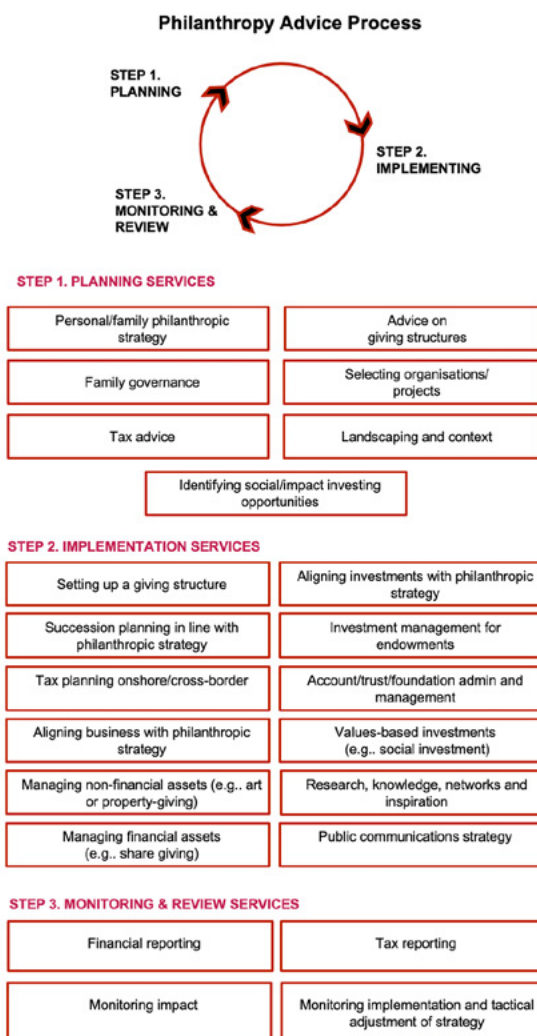 Philanthropy Advice Process
STEP 1.
PLANNING
STEP 2.
IMPLEMENTING
STEP 3.
MONITORING &
REVIEW
STEP 1. PLANNING SERVICES
Personal/family philanthropic
strategy
Advice on
giving structures
Family governance
Selecting organisations/
projects
Tax advice
Landscaping and context
Identifying social/impact investing
opportunities
STEP 2. IMPLEMENTATION SERVICES
Setting up a giving structure
Aligning investments with philanthropic
strategy
Succession planning in line with
philanthropic strategy
Investment management for
endowments
Tax planning onshore/cross-border
Account/trust/foundation admin and
management
Aligning business with philanthropic
strategy
Values-based investments
(e.g.. social investment)
Managing non-financial assets (e.g.. art
or property-giving)
Research, knowledge, networks and
inspiration
Managing financial assets
(e.g.. share giving)
Public communications strategy
STEP 3. MONITORING & REVIEW SERVICES
Financial reporting
Tax reporting
Monitoring impact
Monitoring implementation and tactical
adjustment of strategy